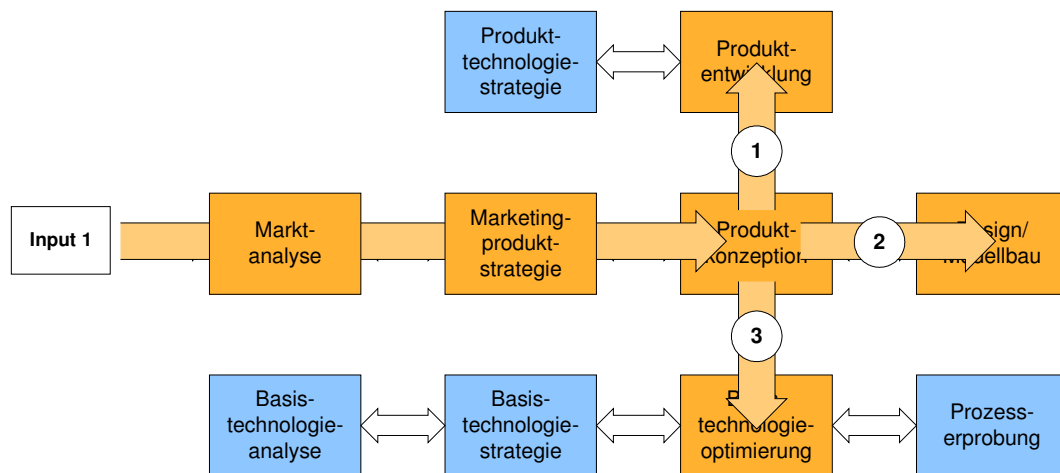 Produkt-
technologie-
strategie
Produkt-
entwicklung
1
Input 1
Markt-
analyse
Marketing-
produkt-
strategie
Produkt-
konzeption
2
Design/
Modellbau
3
Basis-
technologie-
analyse
Basis-
technologie-
strategie
technologie-
optimierung
Prozess-
erprobung